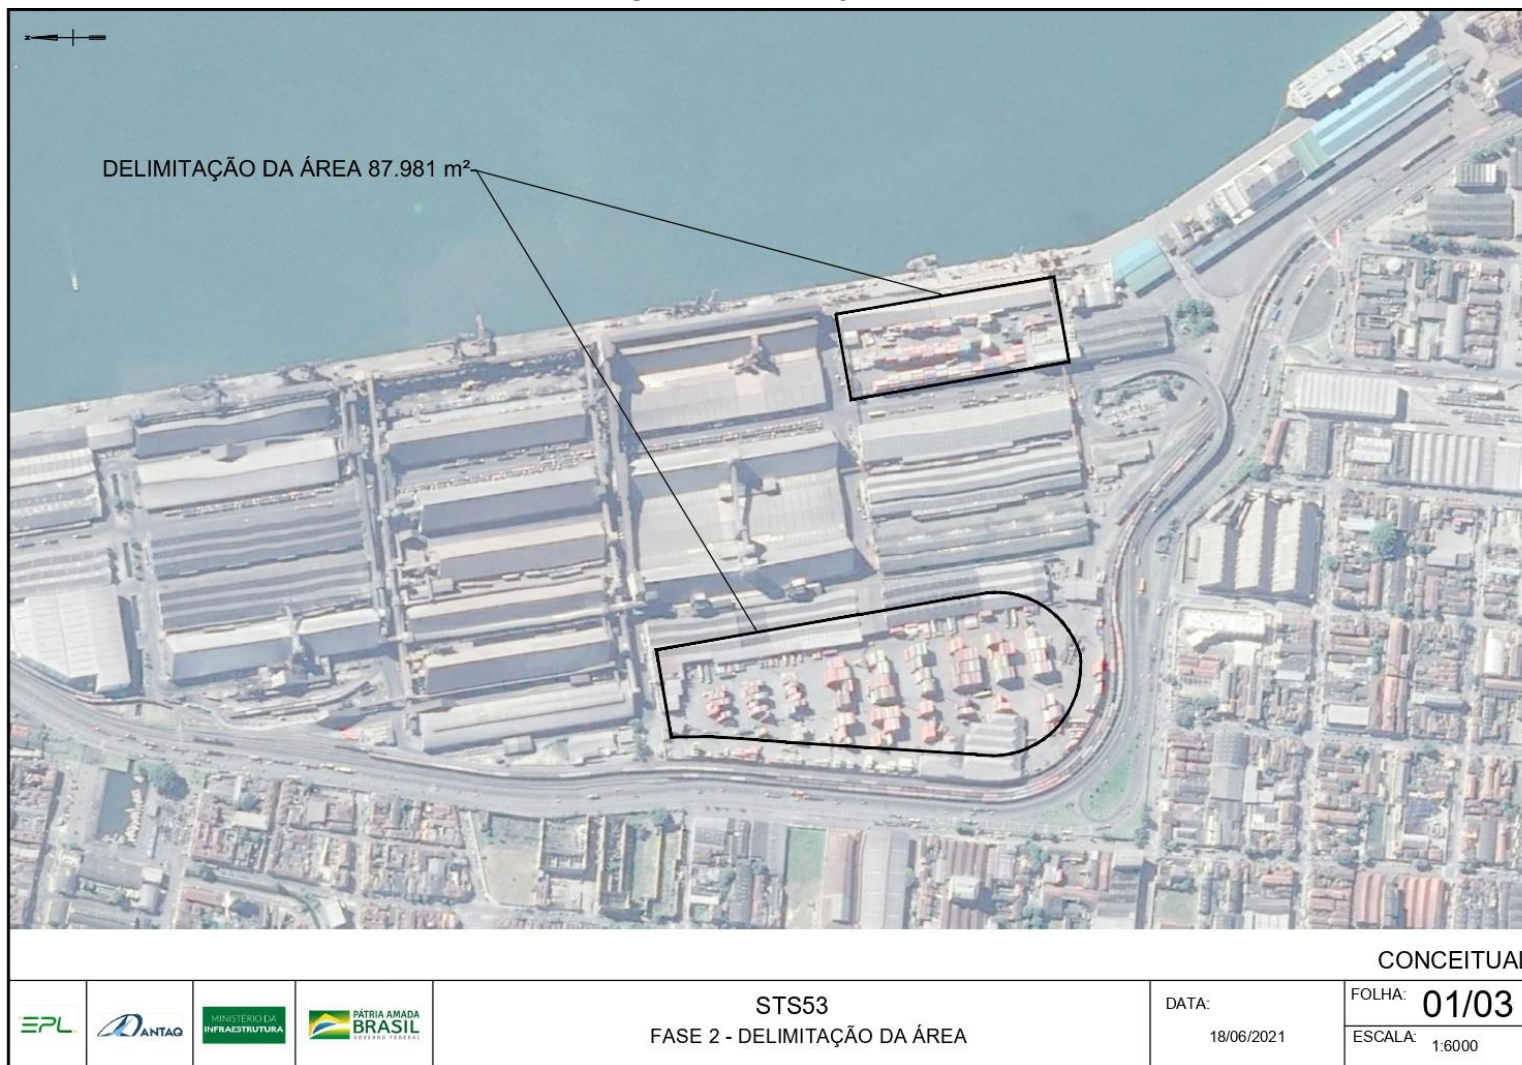 N
DELIMITAÇÃO DA ÁREA 87.981 m²
CONCEITUAL
EPL
ANTAQ
MINISTÉRIO DA
INFRAESTRUTURA
PÁTRIA AMADA
BRASIL
GOVERNO FEDERAL
STS53
FASE 2 - DELIMITAÇÃO DA ÁREA
DATA:
18/06/2021
FOLHA: 01/03
ESCALA: 1:6000